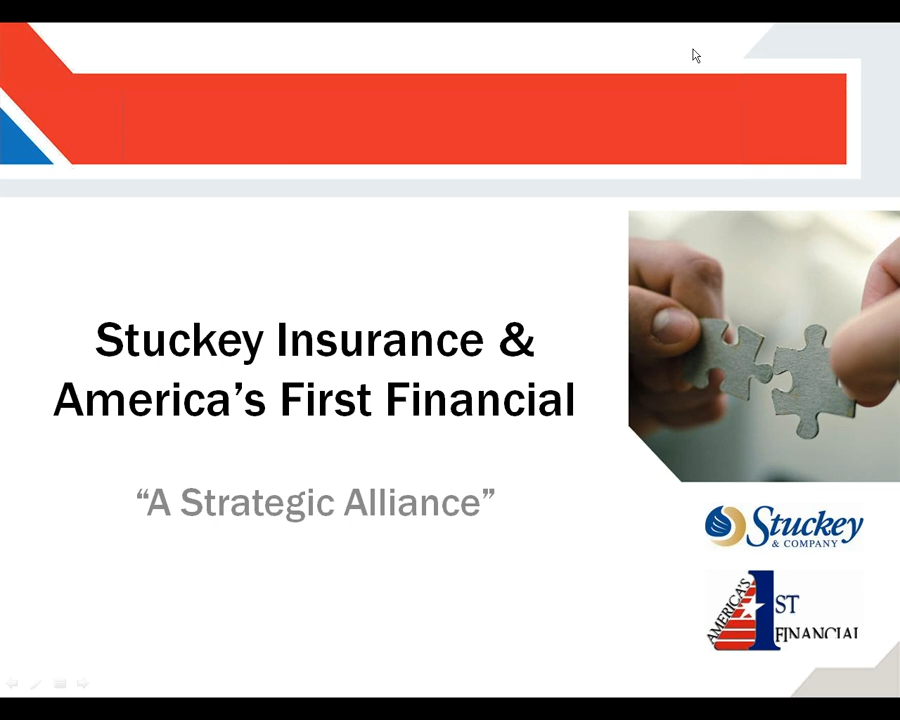 Stuckey Insurance &
America’s First Financial
“A Strategic Alliance”
Stuckey
& COMPANY
AMERICA'S
1ST
FINANCIAL